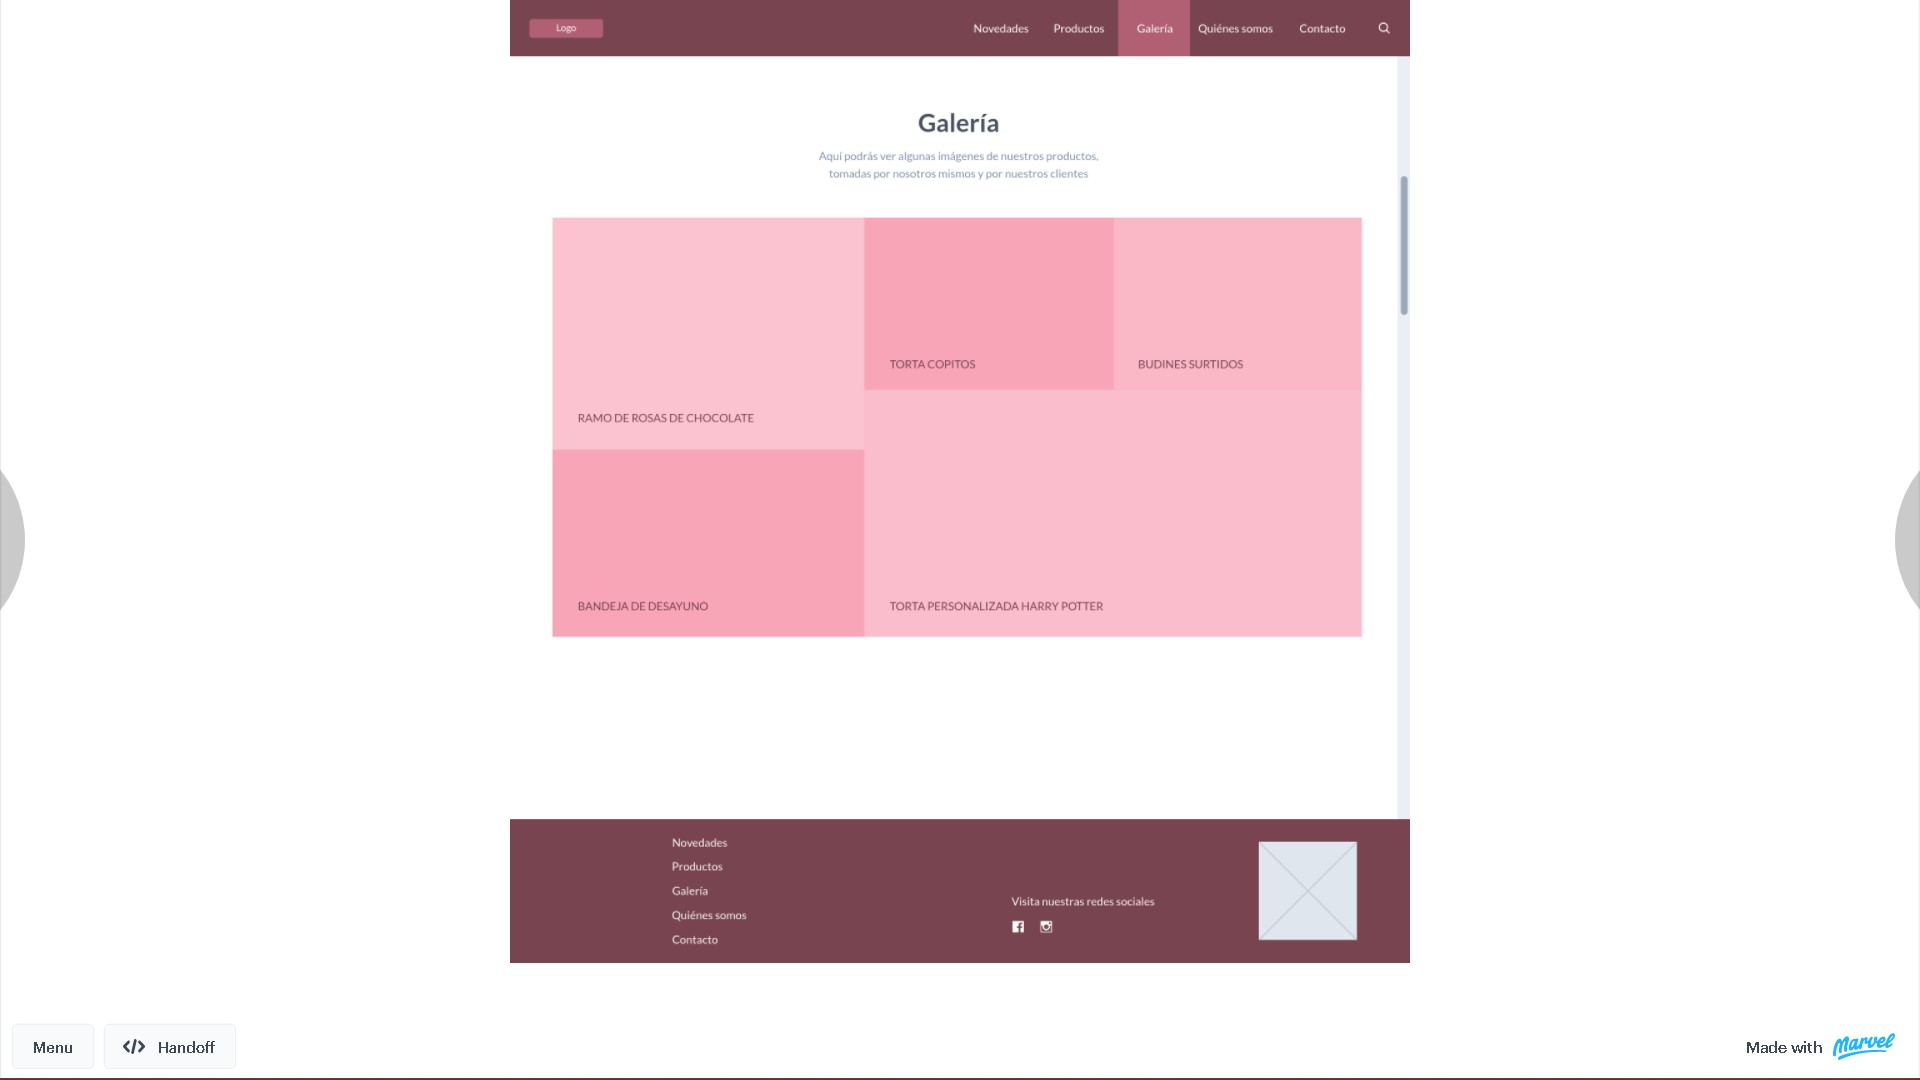 Logo
Novedades
Productos
Galería
Quiénes somos
Contacto
Galería
Aquí podrás ver algunas imágenes de nuestros productos,
tomadas por nosotros mismos y por nuestros clientes
TORTA COPITOS
BUDINES SURTIDOS
RAMO DE ROSAS DE CHOCOLATE
BANDEJA DE DESAYUNO
TORTA PERSONALIZADA HARRY POTTER
Novedades
Productos
Galería
Quiénes somos
Contacto
Visita nuestras redes sociales
Menu
Handoff
Made with Marvel